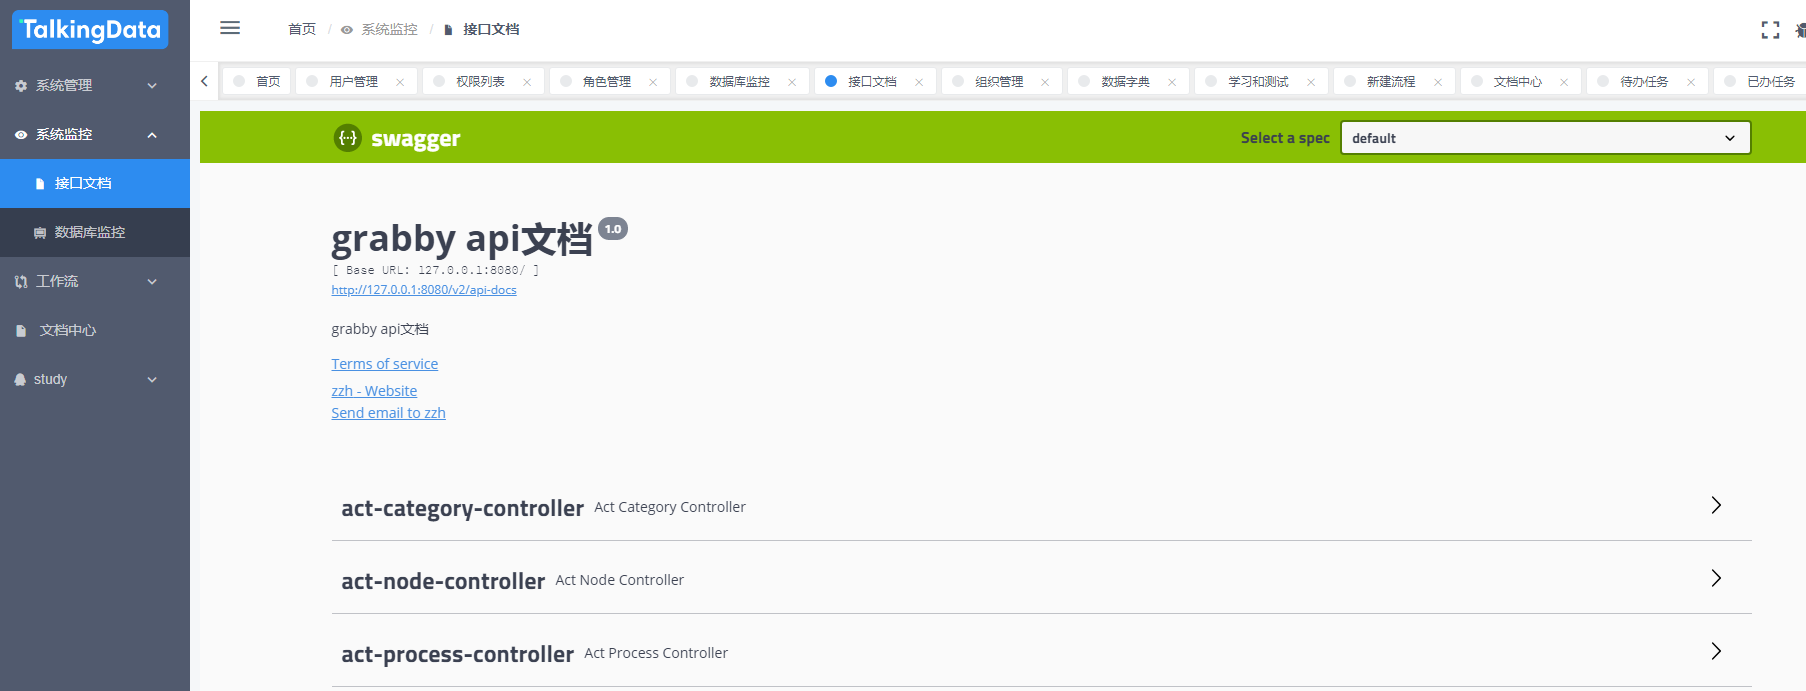 TalkingData
首页 / 系统监控 / 接口文档
系统管理
系统监控
接口文档
数据库监控
工作流
文档中心
study
首页 用户管理 权限列表 角色管理 数据库监控 接口文档 组织管理 数据字典 学习和测试 新建流程 文档中心 待办任务 已办任务
swagger Select a spec default
grabby api文档 1.0
[ Base URL: 127.0.0.1:8080/ ]
http://127.0.0.1:8080/v2/api-docs
grabby api文档
Terms of service
zzh - Website
Send email to zzh
act-category-controller Act Category Controller
act-node-controller Act Node Controller
act-process-controller Act Process Controller